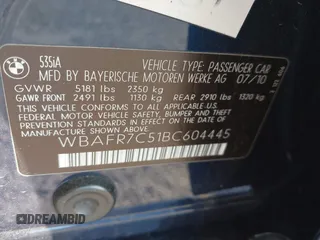 535iA
VEHICLE TYPE: PASSENGER CAR
MFD BY BAYERISCHE MOTOREN WERKE AG 07/10
GVWR 5181 lbs 2350 kg
GAWR FRONT 2491 lbs 1130 kg REAR 2910 lbs 1320 kg
THIS VEHICLE CONFORMS TO ALL APPLICABLE U.S.
FEDERAL MOTOR VEHICLE SAFETY, BUMPER, AND
THEFT PREVENTION STANDARDS IN EFFECT ON THE
DATE OF MANUFACTURE SHOWN ABOVE.
WBAFR7C51BC604445
DREAMBID